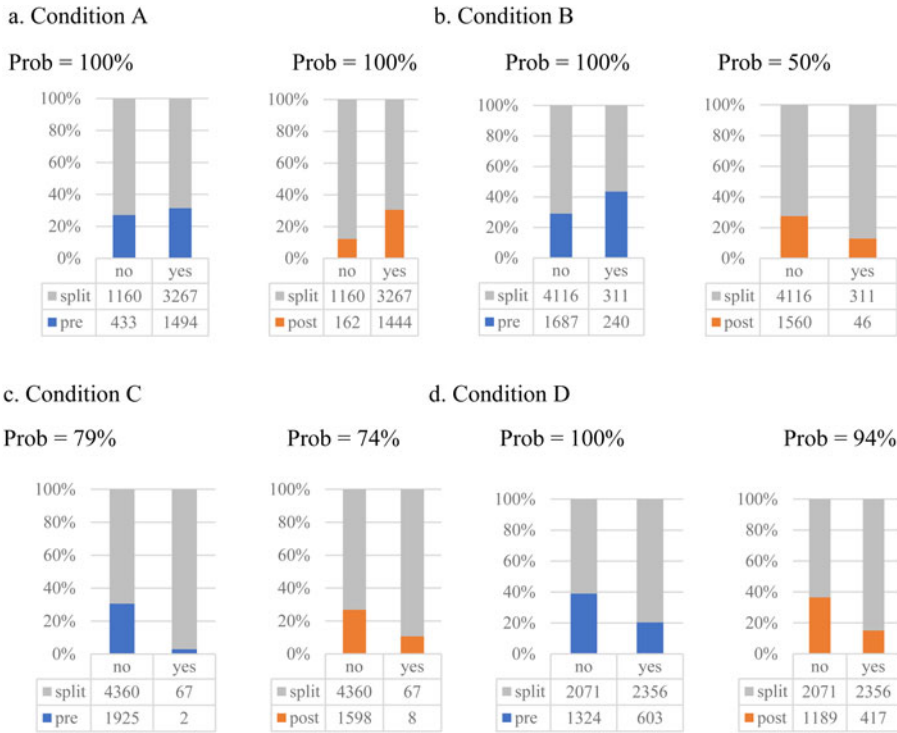 a. Condition A
b. Condition B
Prob = 100%
Prob = 100%
Prob = 100%
Prob = 50%
100%
80%
60%
40%
20%
0%
no yes
split 1160 3267
pre 433 1494
100%
80%
60%
40%
20%
0%
no yes
split 1160 3267
post 162 1444
100%
80%
60%
40%
20%
0%
no yes
split 4116 311
pre 1687 240
100%
80%
60%
40%
20%
0%
no yes
split 4116 311
post 1560 46
c. Condition C
d. Condition D
Prob = 79%
Prob = 74%
Prob = 100%
Prob = 94%
100%
80%
60%
40%
20%
0%
no yes
split 4360 67
pre 1925 2
100%
80%
60%
40%
20%
0%
no yes
split 4360 67
post 1598 8
100%
80%
60%
40%
20%
0%
no yes
split 2071 2356
pre 1324 603
100%
80%
60%
40%
20%
0%
no yes
split 2071 2356
post 1189 417